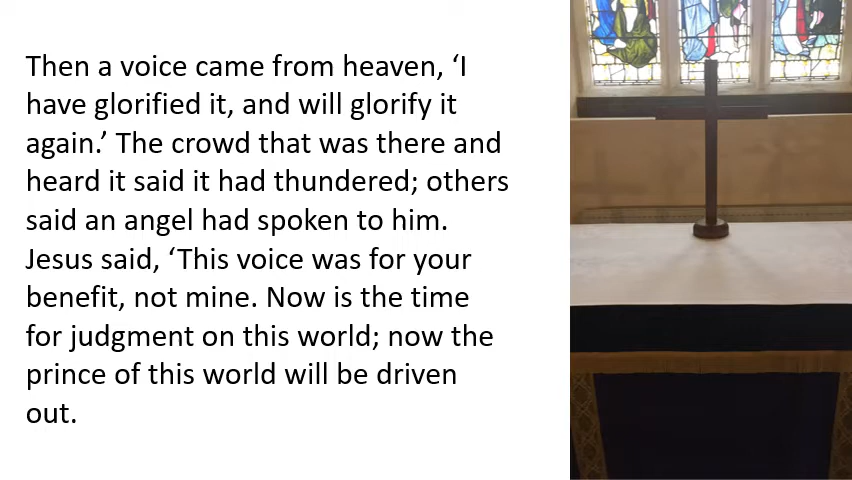 Then a voice came from heaven, ‘I
have glorified it, and will glorify it
again.’ The crowd that was there and
heard it said it had thundered; others
said an angel had spoken to him.
Jesus said, ‘This voice was for your
benefit, not mine. Now is the time
for judgment on this world; now the
prince of this world will be driven
out.